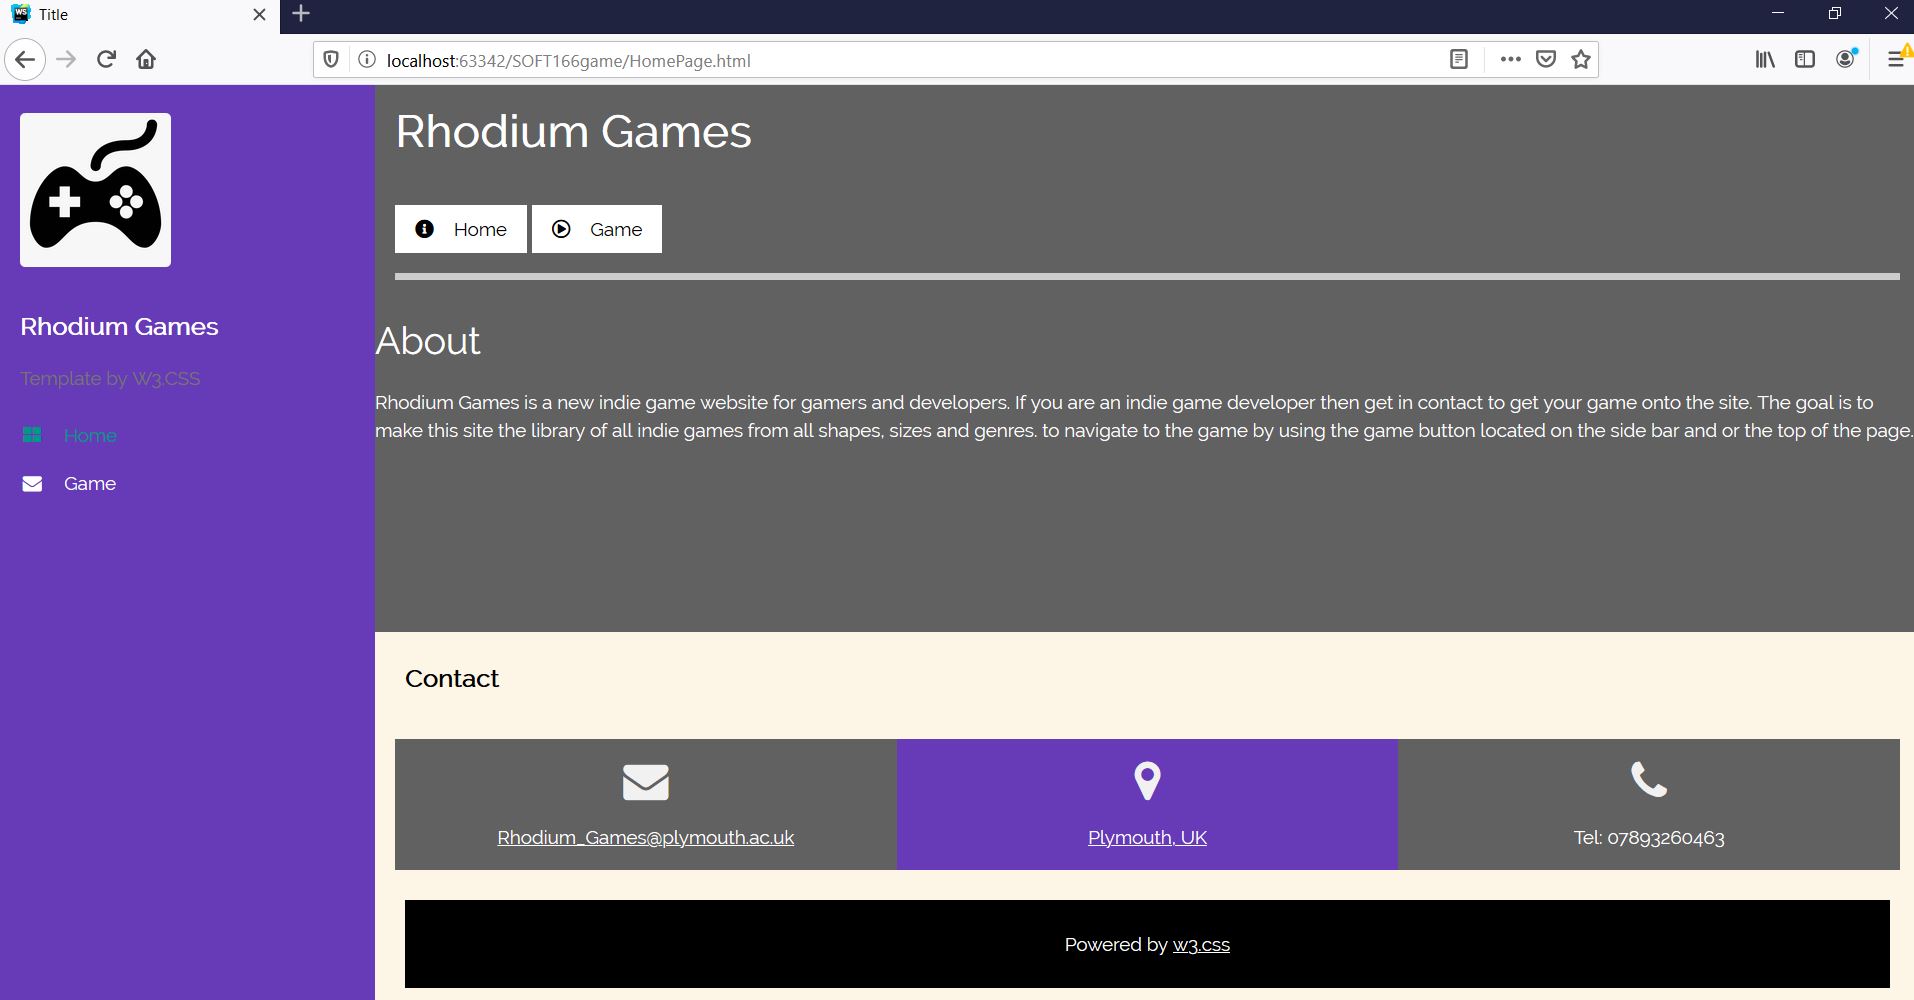 Title
localhost:63342/SOFT166game/HomePage.html
Rhodium Games
Home
Game
Rhodium Games
Template by W3.CSS
Home
Game
About
Rhodium Games is a new indie game website for gamers and developers. If you are an indie game developer then get in contact to get your game onto the site. The goal is to
make this site the library of all indie games from all shapes, sizes and genres. to navigate to the game by using the game button located on the side bar and or the top of the page.
Contact
Rhodium_Games@plymouth.ac.uk
Plymouth, UK
Tel: 07893260463
Powered by w3.css